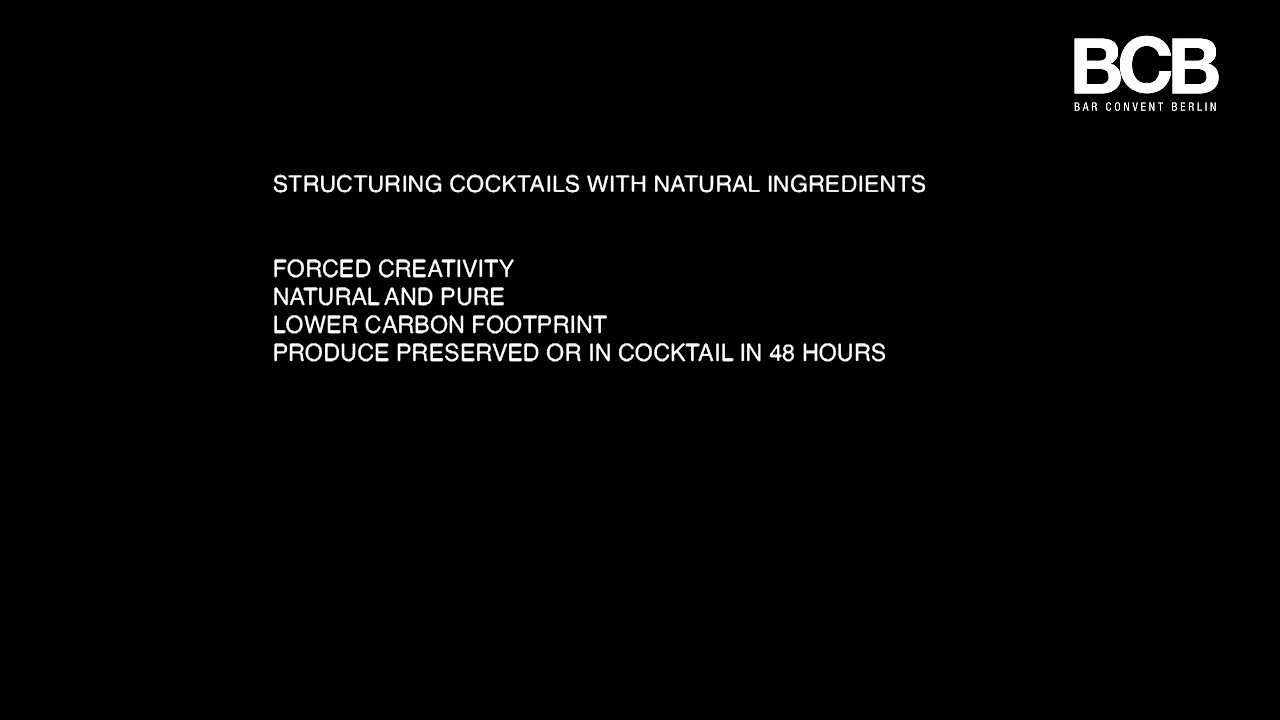 BCB
BAR CONVENT BERLIN
STRUCTURING COCKTAILS WITH NATURAL INGREDIENTS
FORCED CREATIVITY
NATURAL AND PURE
LOWER CARBON FOOTPRINT
PRODUCE PRESERVED OR IN COCKTAIL IN 48 HOURS